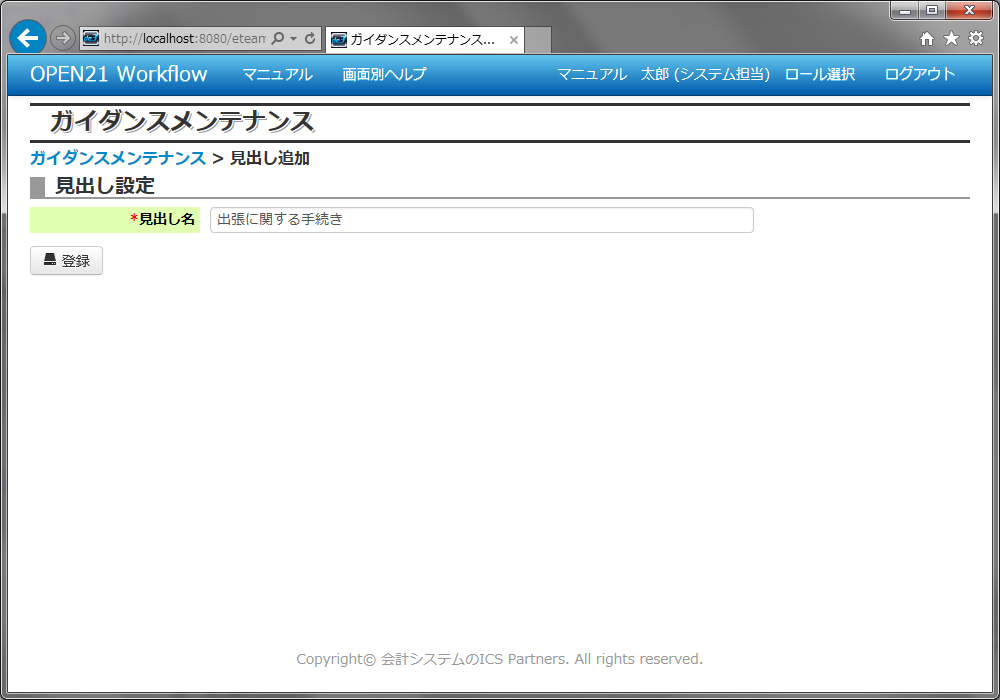 http://localhost:8080/eteam
ガイダンスメンテナンス...
OPEN21 Workflow マニュアル 画面別ヘルプ マニュアル 太郎 (システム担当) ロール選択 ログアウト
ガイダンスメンテナンス
ガイダンスメンテナンス > 見出し追加
見出し設定
*見出し名 出張に関する手続き
登録
Copyright© 会計システムのICS Partners. All rights reserved.